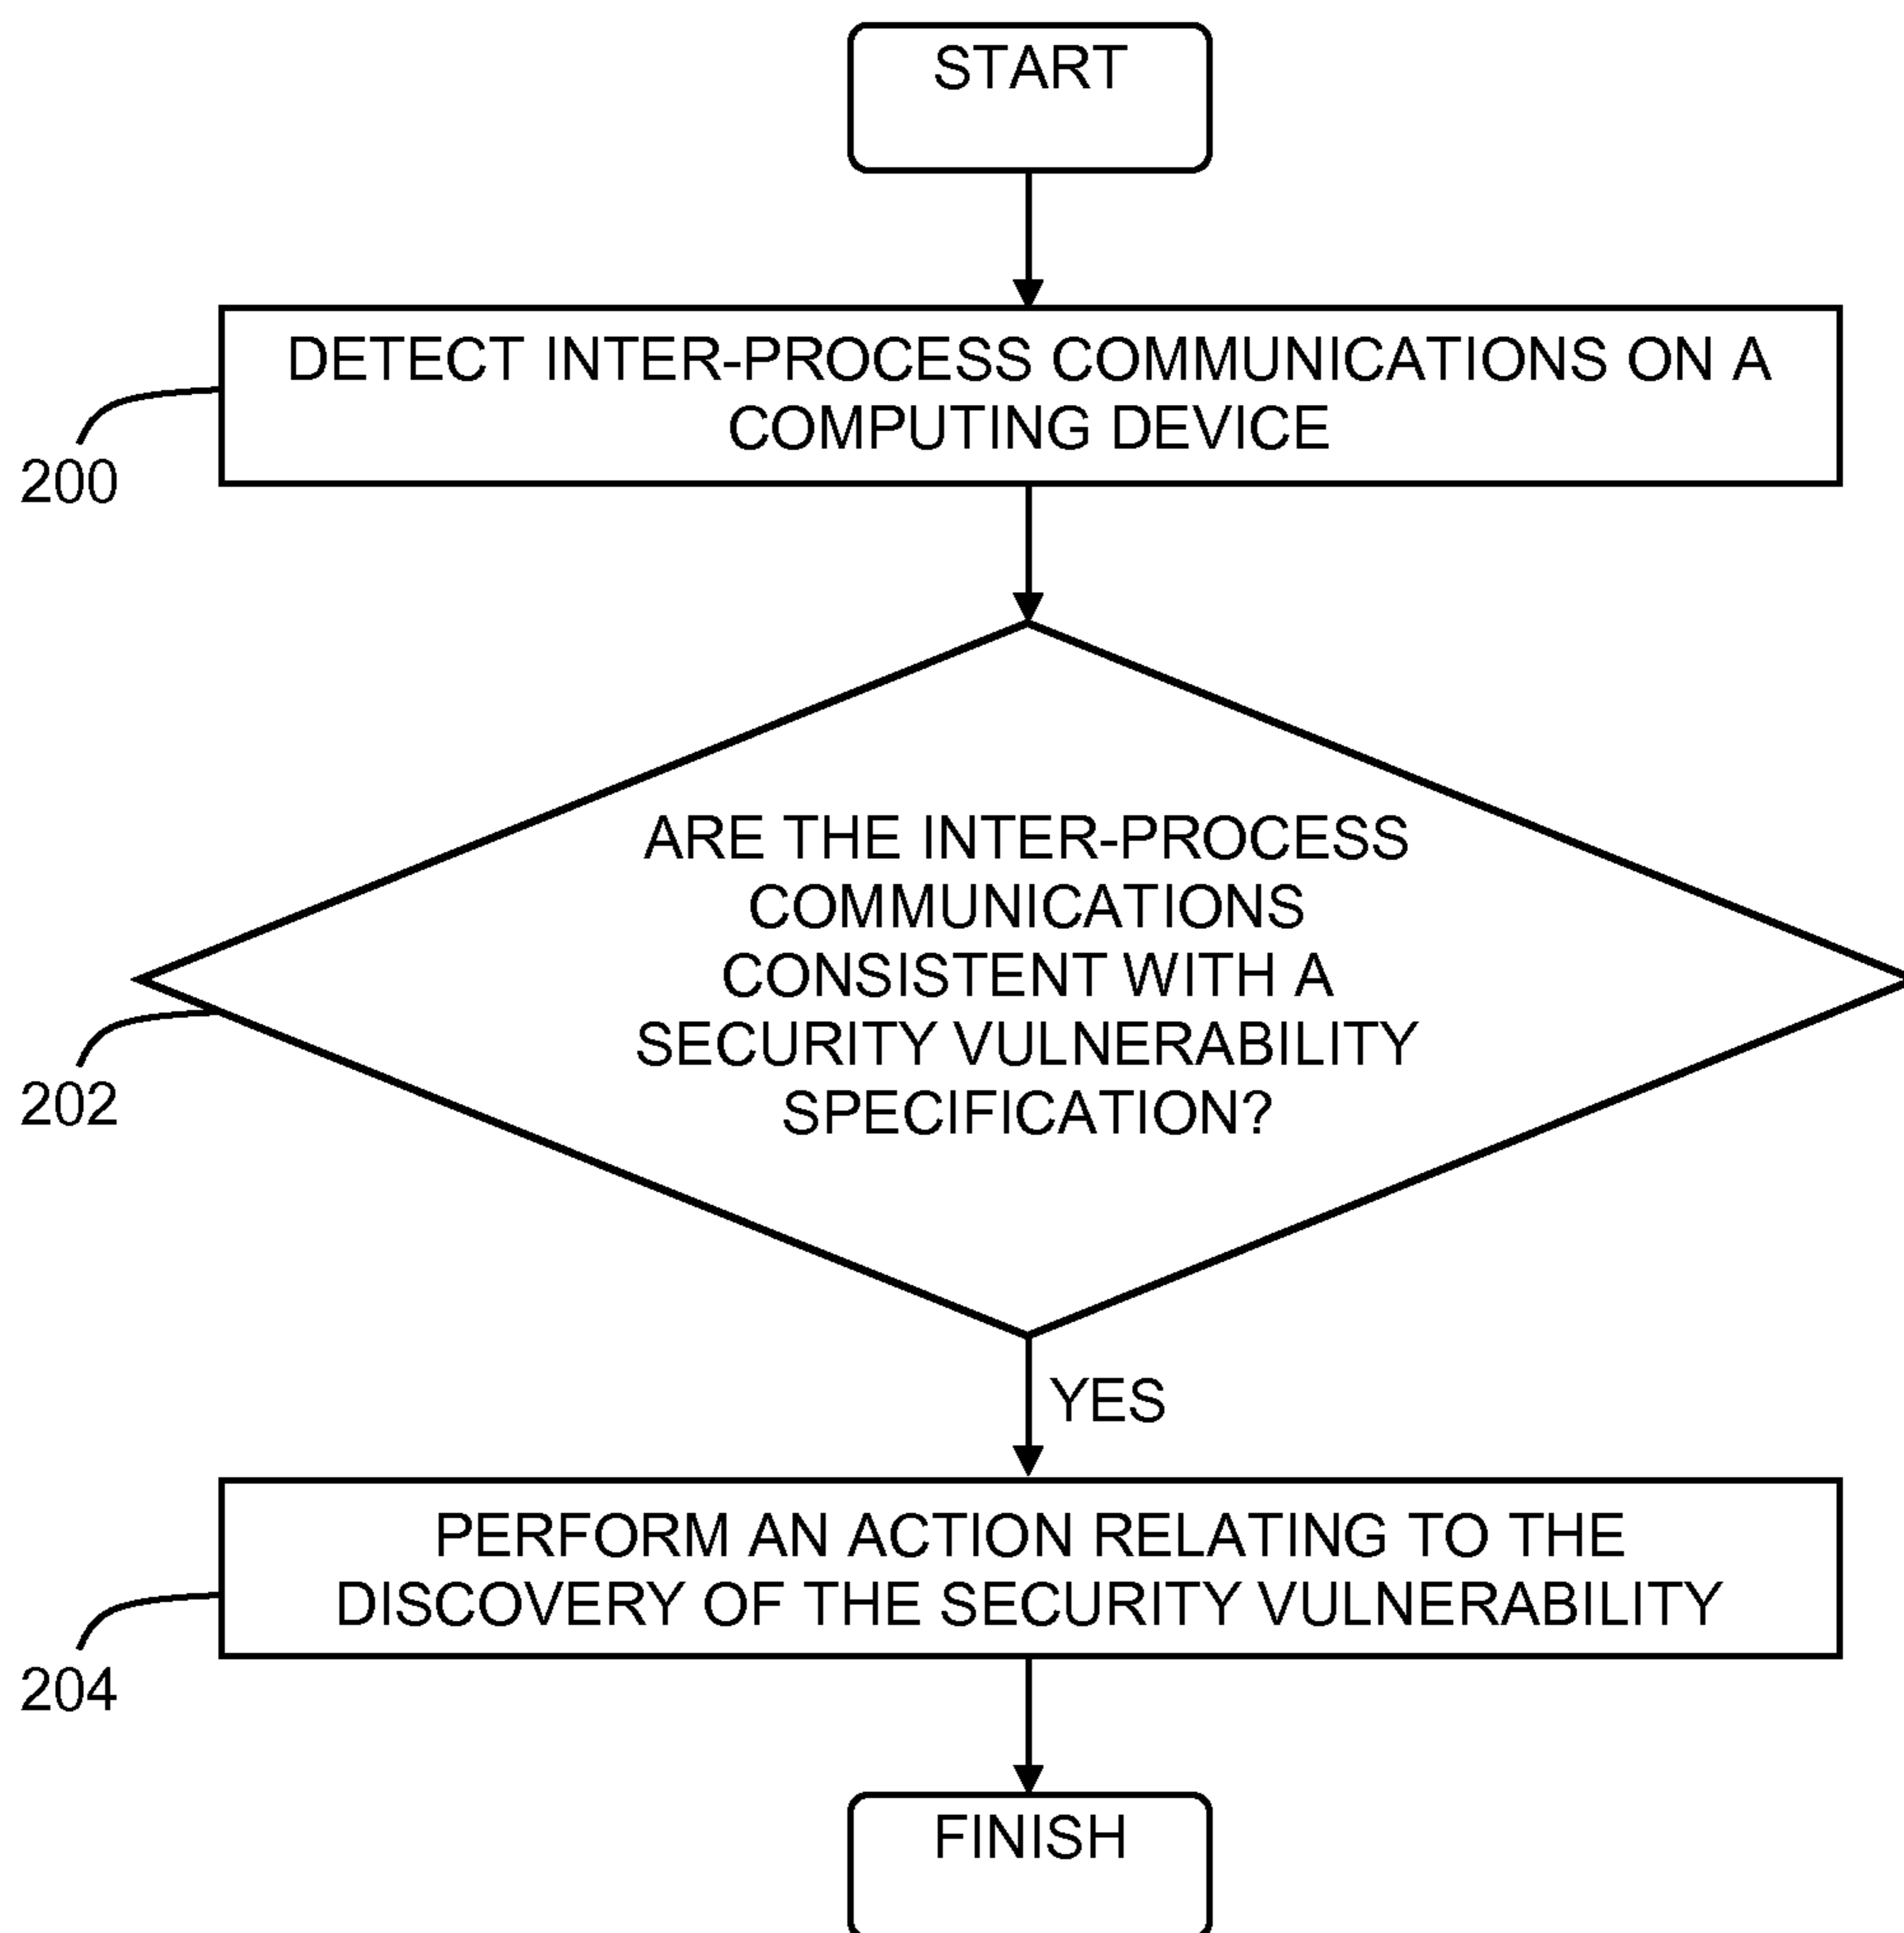 START
DETECT INTER-PROCESS COMMUNICATIONS ON A
COMPUTING DEVICE
200
ARE THE INTER-PROCESS
COMMUNICATIONS
CONSISTENT WITH A
SECURITY VULNERABILITY
SPECIFICATION?
202
YES
PERFORM AN ACTION RELATING TO THE
DISCOVERY OF THE SECURITY VULNERABILITY
204
FINISH